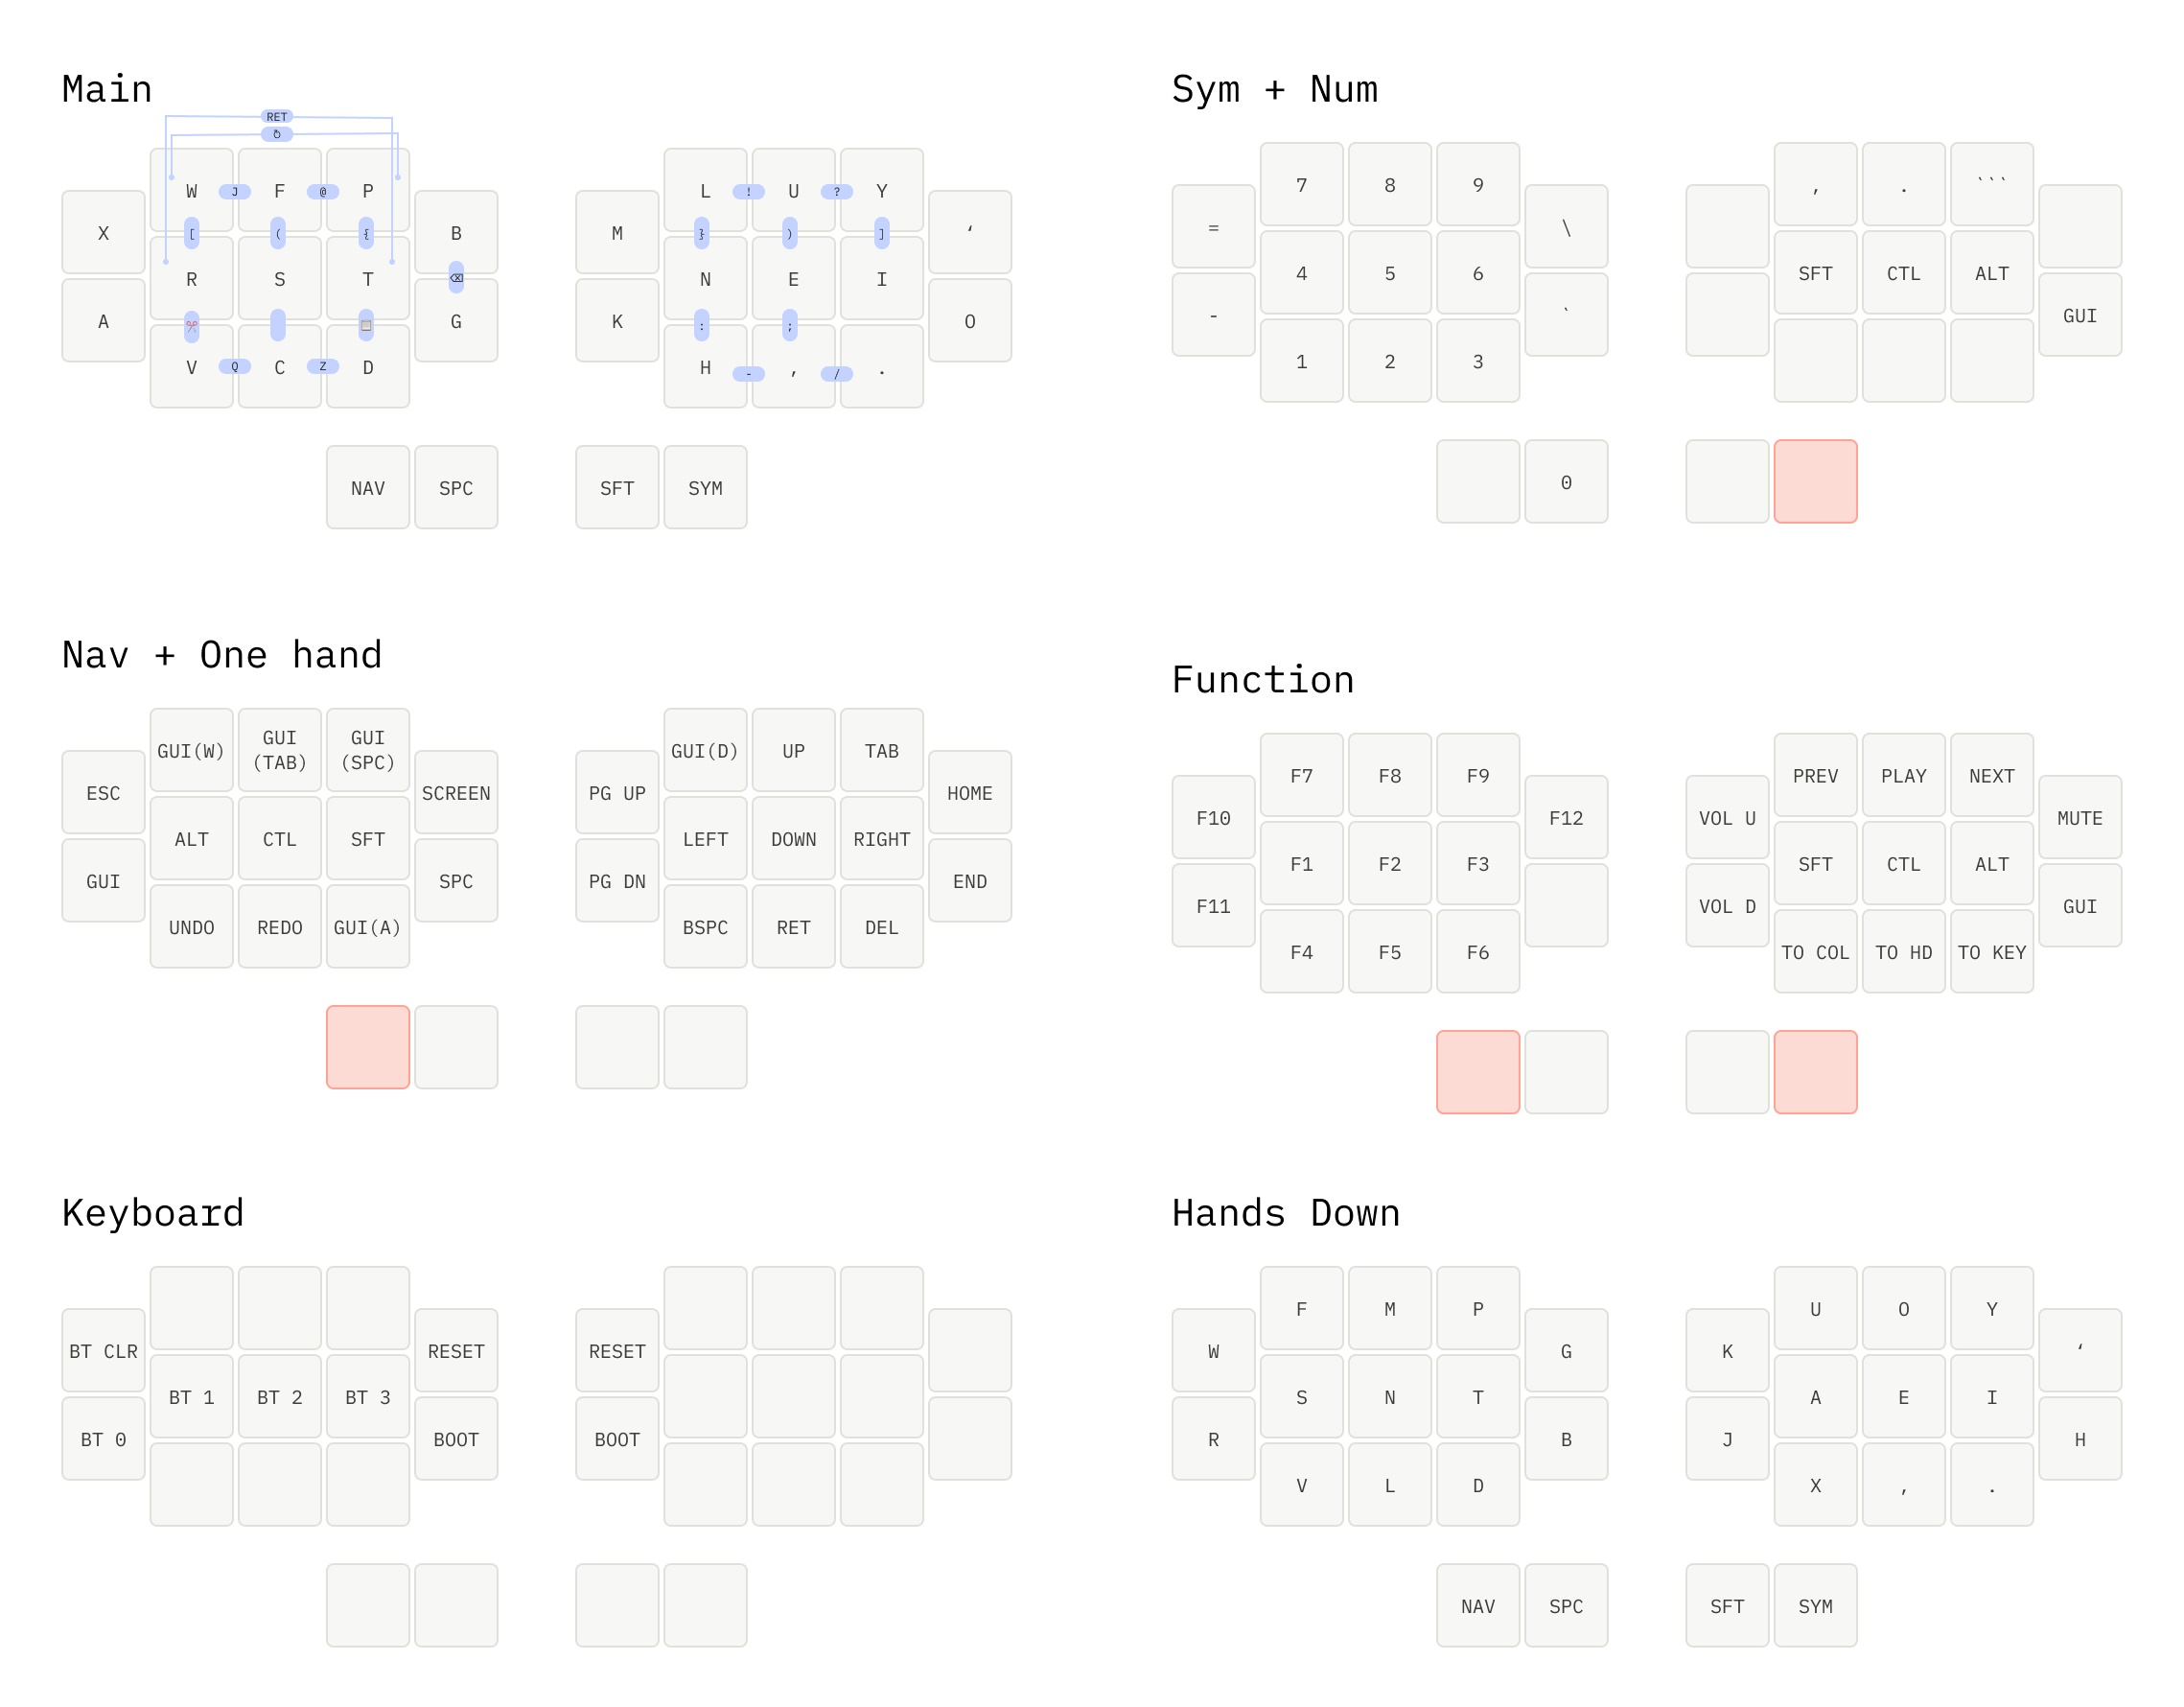 Main
RET
↻
W J F @ P
X
[ ( {
B
R S T
⌫
A
✂ 📋
G
V Q C Z D
L ! U ? Y
M
} ) ]
‘
N E I
K
: ;
O
H - , / .
NAV SPC SFT SYM
Sym + Num
7 8 9
=
\
4 5 6
-
`
1 2 3
, . ```
SFT CTL ALT
GUI
0
Nav + One hand
GUI(W) GUI (TAB) GUI (SPC)
ESC
SCREEN
ALT CTL SFT
GUI
SPC
UNDO REDO GUI(A)
GUI(D) UP TAB
PG UP
HOME
LEFT DOWN RIGHT
PG DN
END
BSPC RET DEL
Function
F7 F8 F9
F10
F12
F1 F2 F3
F11
F4 F5 F6
PREV PLAY NEXT
VOL U
MUTE
SFT CTL ALT
VOL D
GUI
TO COL TO HD TO KEY
Keyboard
BT CLR
RESET
BT 1 BT 2 BT 3
BT 0
BOOT
RESET
BOOT
Hands Down
F M P
W
G
S N T
R
B
V L D
U O Y
K
‘
A E I
J
H
X , .
NAV SPC SFT SYM